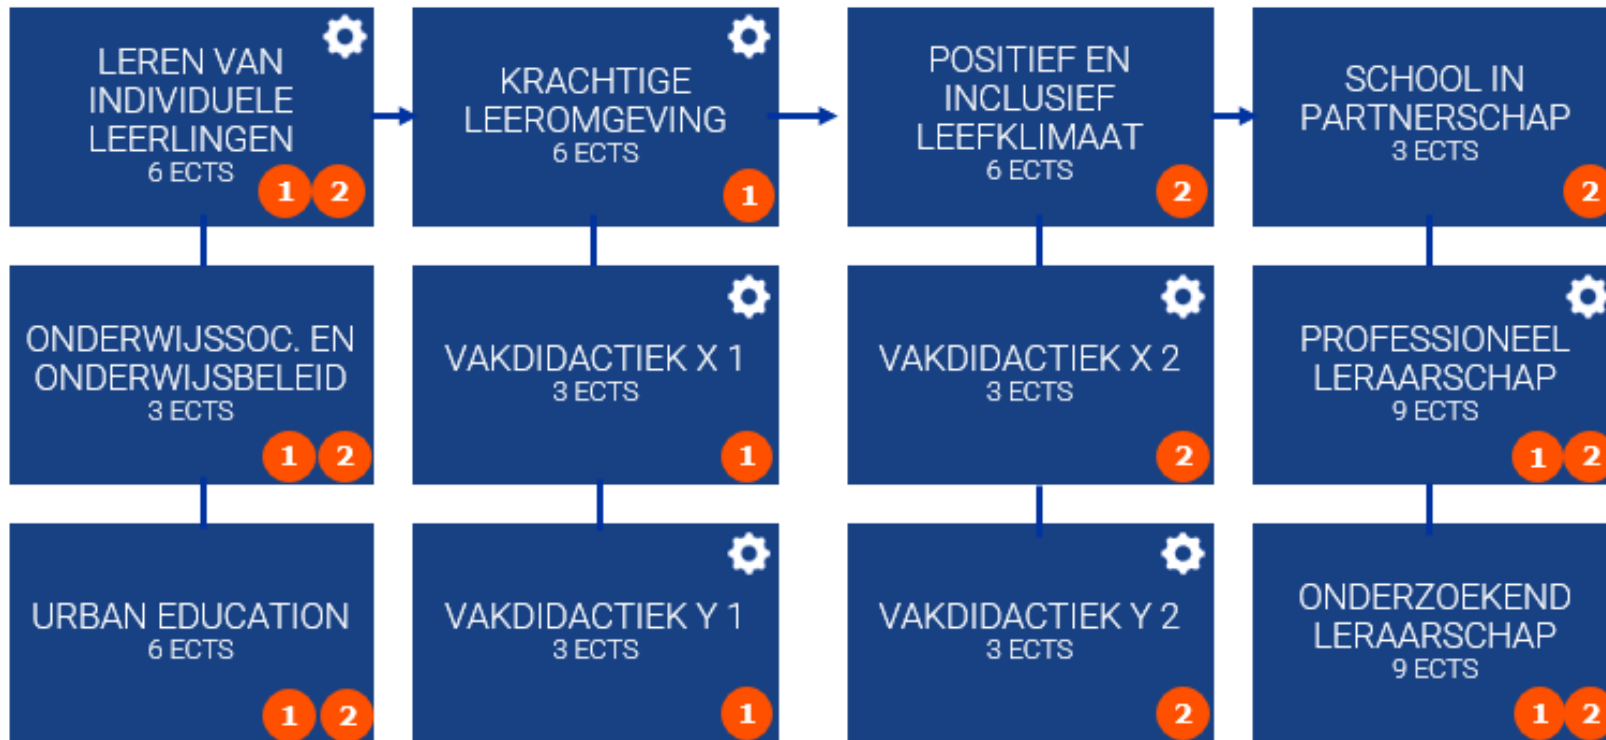 LEREN VAN
INDIVIDUELE
LEERLINGEN
6 ECTS
1 2
KRACHTIGE
LEEROMGEVING
6 ECTS
1
POSITIEF EN
INCLUSIEF
LEEFKLIMAAT
6 ECTS
2
SCHOOL IN
PARTNERSCHAP
3 ECTS
2
ONDERWIJSSOC. EN
ONDERWIJSBELEID
3 ECTS
1 2
VAKDIDACTIEK X 1
3 ECTS
1
VAKDIDACTIEK X 2
3 ECTS
2
PROFESSIONEEL
LERAARSCHAP
9 ECTS
1 2
URBAN EDUCATION
6 ECTS
1 2
VAKDIDACTIEK Y 1
3 ECTS
1
VAKDIDACTIEK Y 2
3 ECTS
2
ONDERZOEKEND
LERAARSCHAP
9 ECTS
1 2